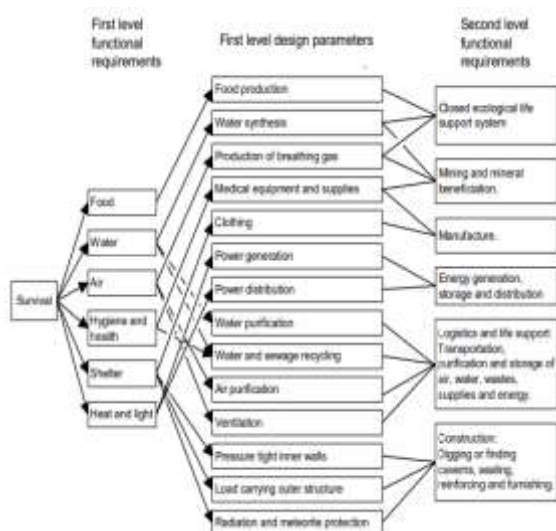 First level
functional
requirements
First level design parameters
Second level
functional
requirements
Survival
Food
Water
Air
Hygiene and
health
Shelter
Heat and light
Food production
Water synthesis
Production of breathing gas
Medical equipment and supplies
Clothing
Power generation
Power distribution
Water purification
Water and sewage recycling
Air purification
Ventilation
Pressure tight inner walls
Load carrying outer structure
Radiation and meteorite protection
Closed ecological life
support system
Mining and mineral
beneficiation.
Manufacture.
Energy generation,
storage and distribution
Logistics and life support:
Transportation,
purification and storage of
air, water, wastes,
supplies and energy.
Construction:
Digging or finding
caverns, sealing,
reinforcing and furnishing.